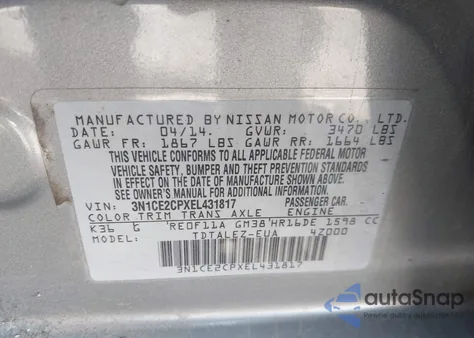 MANUFACTURED BY NISSAN MOTOR CO., LTD.
DATE: 04/14. GVWR: 3470 LBS
GAWR FR: 1867 LBS GAWR RR: 1664 LBS
THIS VEHICLE CONFORMS TO ALL APPLICABLE FEDERAL MOTOR
VEHICLE SAFETY, BUMPER AND THEFT PREVENTION STANDARDS
IN EFFECT ON THE DATE OF MANUFACTURE SHOWN ABOVE.
SEE OWNER'S MANUAL FOR ADDITIONAL INFORMATION.
VIN: 3N1CE2CPXEL431817 PASSENGER CAR.
COLOR TRIM TRANS AXLE ENGINE
K36 G RE0F11A GM38 HR16DE 1598 CC
MODEL: TDTALEZ-EUA 4Z000
3N1CE2CPXEL431817
autoSnap